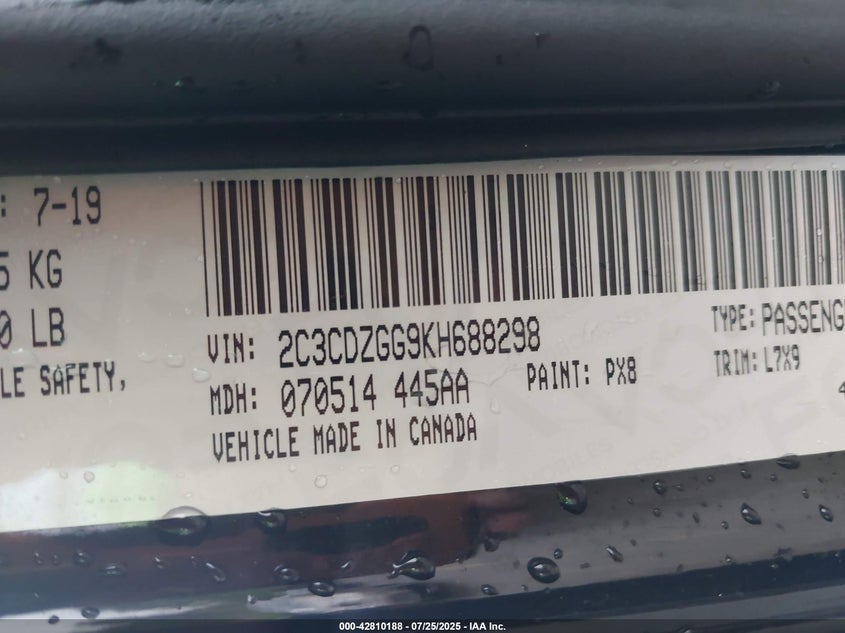 : 7-19
5 KG
0 LB
LE SAFETY,
VIN: 2C3CDZGG9KH688298
TYPE: PASSENG
MDH: 070514 445AA
PAINT: PX8
TRIM: L7X9
VEHICLE MADE IN CANADA
4
000-42810188 - 07/25/2025 - IAA Inc.